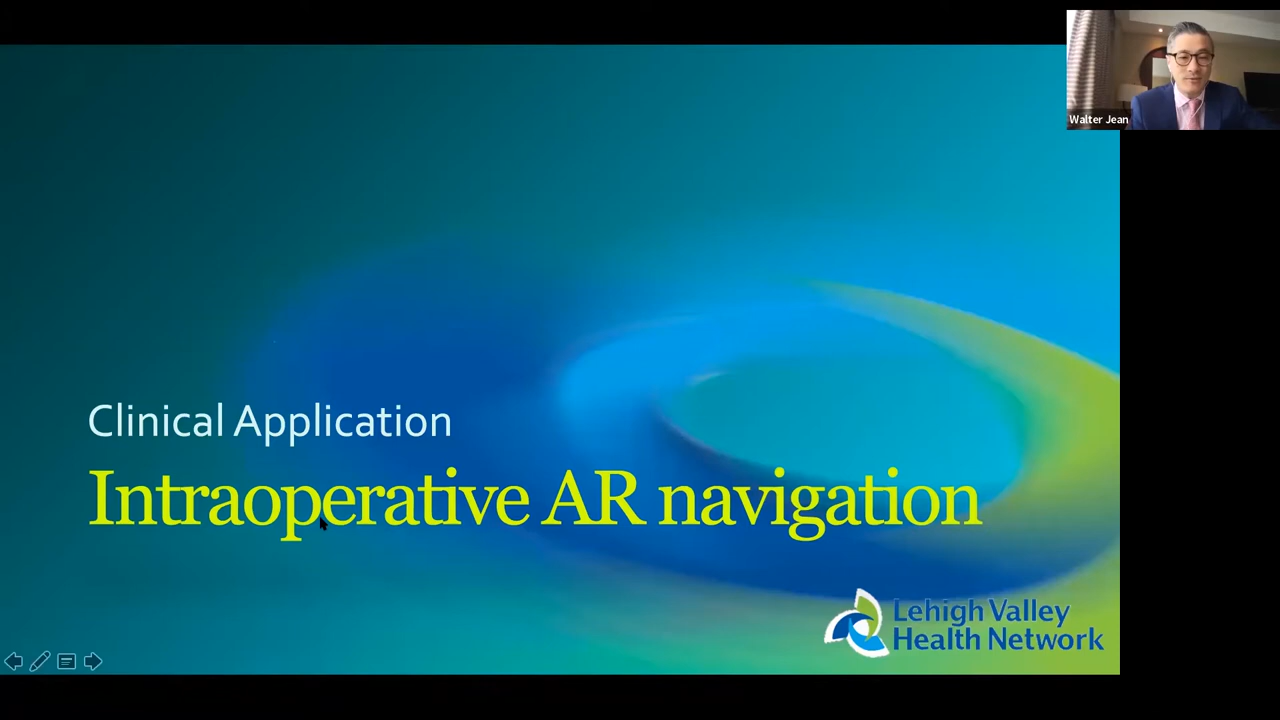 Walter Jean
Clinical Application
Intraoperative AR navigation
Lehigh Valley
Health Network